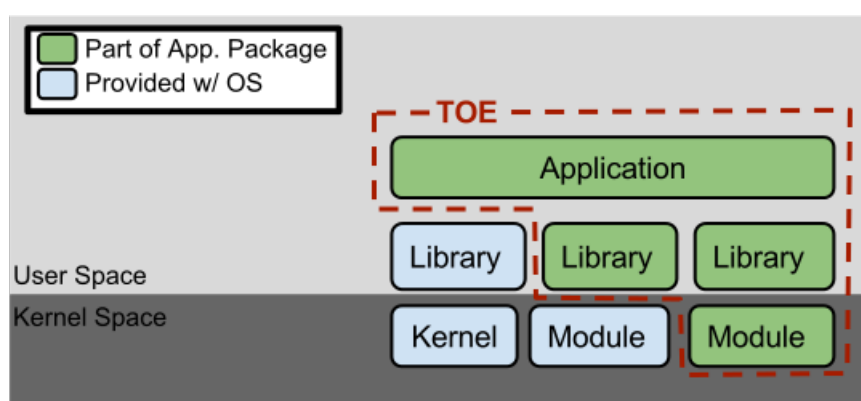 Part of App. Package
Provided w/ OS
TOE
Application
Library Library Library
User Space
Kernel Space
Kernel Module Module